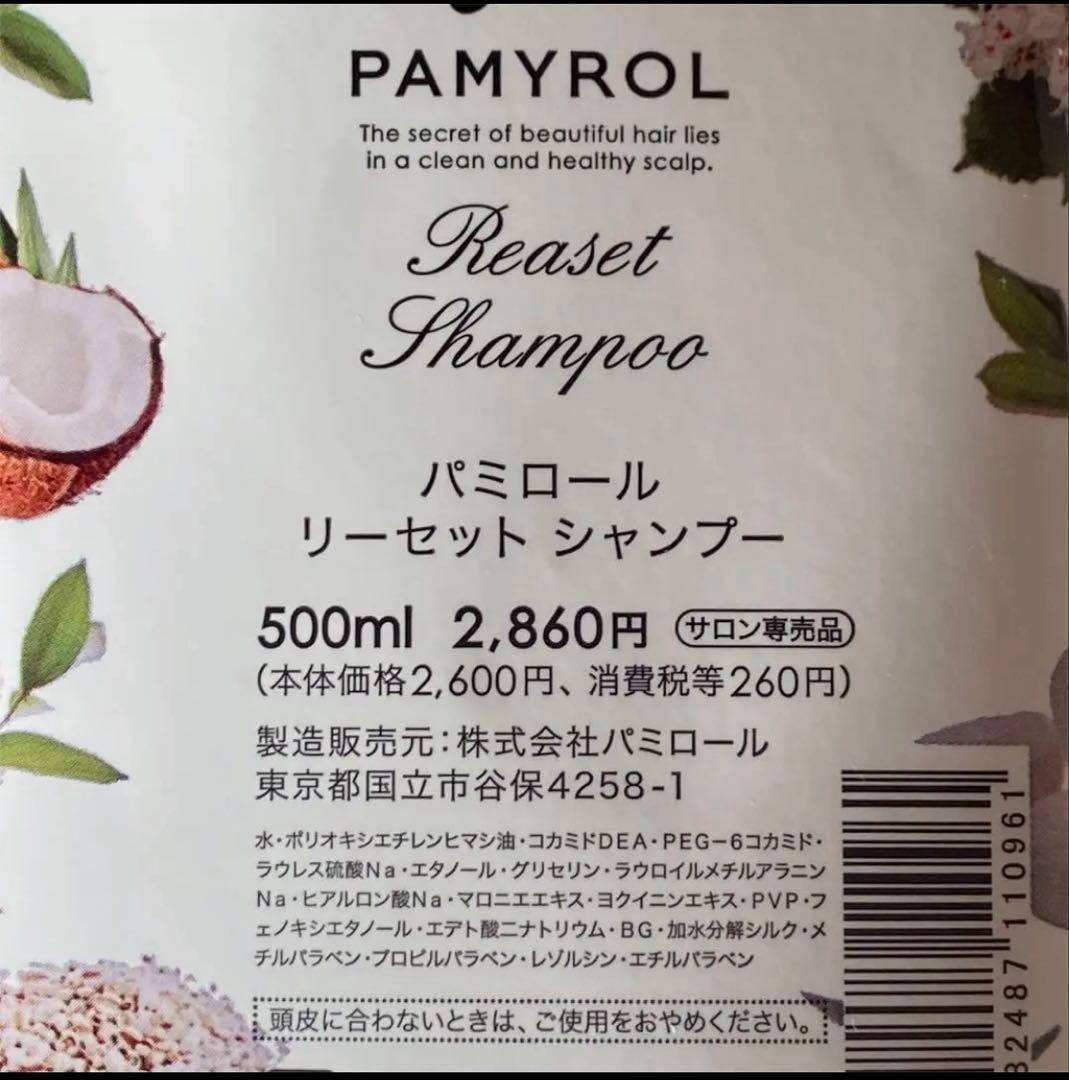 PAMYROL
The secret of beautiful hair lies
in a clean and healthy scalp.
Reaset
Shampoo
パミロール
リーセット シャンプー
500ml 2,860円 サロン専売品
(本体価格2,600円、消費税等260円)
製造販売元:株式会社パミロール
東京都国立市谷保4258-1
水・ポリオキシエチレンヒマシ油・コカミドDEA・PEG-6コカミド・
ラウレス硫酸Na・エタノール・グリセリン・ラウロイルメチルアラニン
Na・ヒアルロン酸Na・マロニエエキス・ヨクイニンエキス・PVP・フ
ェノキシエタノール・エデト酸二ナトリウム・BG・加水分解シルク・メ
チルパラベン・プロピルパラベン・レゾルシン・エチルパラベン
頭皮に合わないときは、ご使用をおやめください。
82487 110961